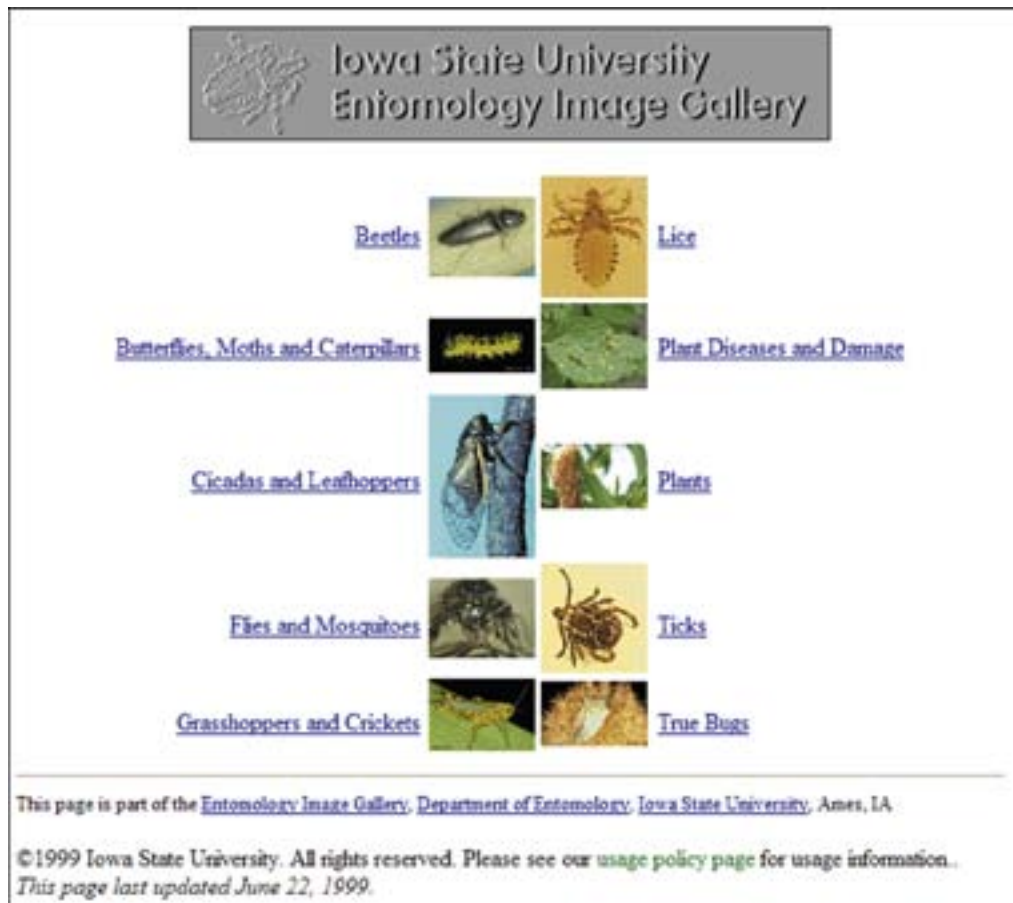 Iowa State University
Entomology Image Gallery
Beetles
Lice
Butterflies, Moths and Caterpillars
Plant Diseases and Damage
Cicadas and Leafhoppers
Plants
Flies and Mosquitoes
Ticks
Grasshoppers and Crickets
True Bugs
This page is part of the Entomology Image Gallery, Department of Entomology, Iowa State University, Ames, IA
©1999 Iowa State University. All rights reserved. Please see our usage policy page for usage information..
This page last updated June 22, 1999.